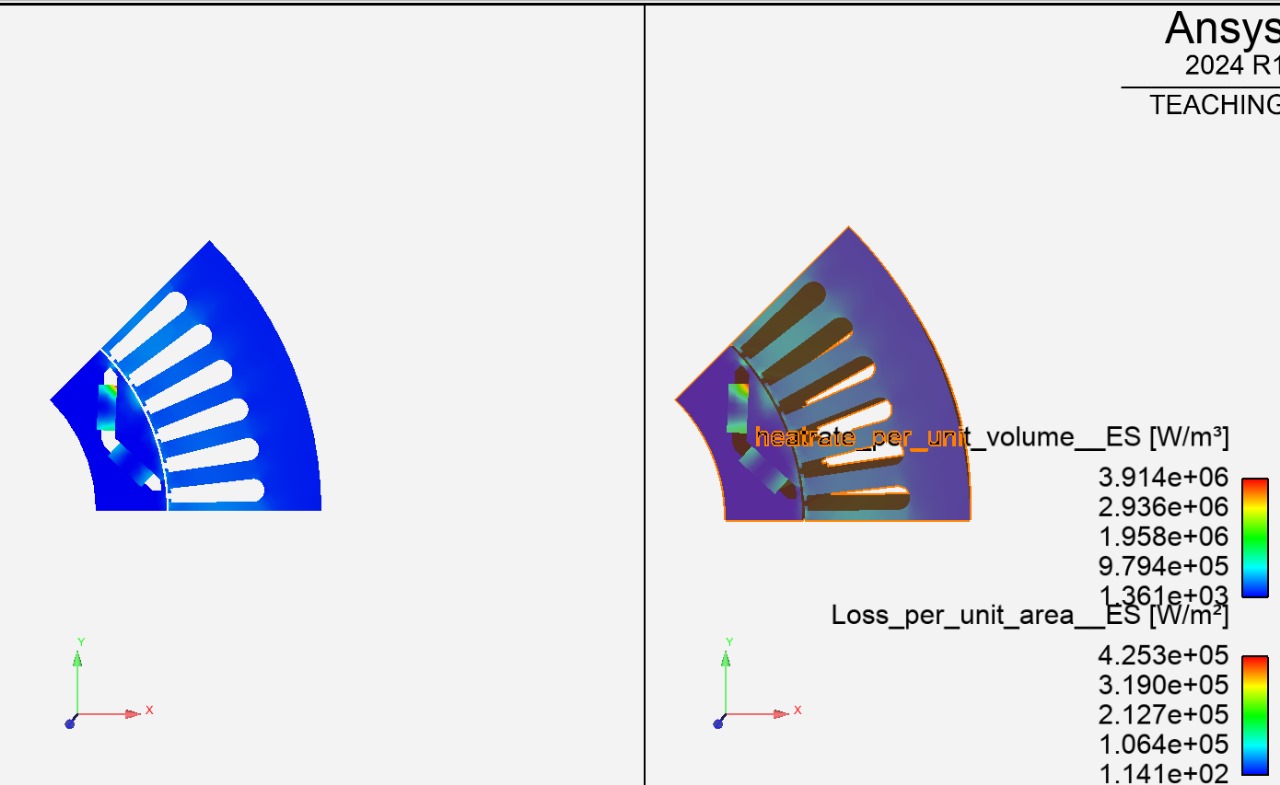 Ansys
2024 R1
TEACHING
heatrate_per_unit_volume__ES [W/m³]
3.914e+06
2.936e+06
1.958e+06
9.794e+05
1.361e+03
Loss_per_unit_area__ES [W/m²]
4.253e+05
3.190e+05
2.127e+05
1.064e+05
1.141e+02
Y
X
Y
X